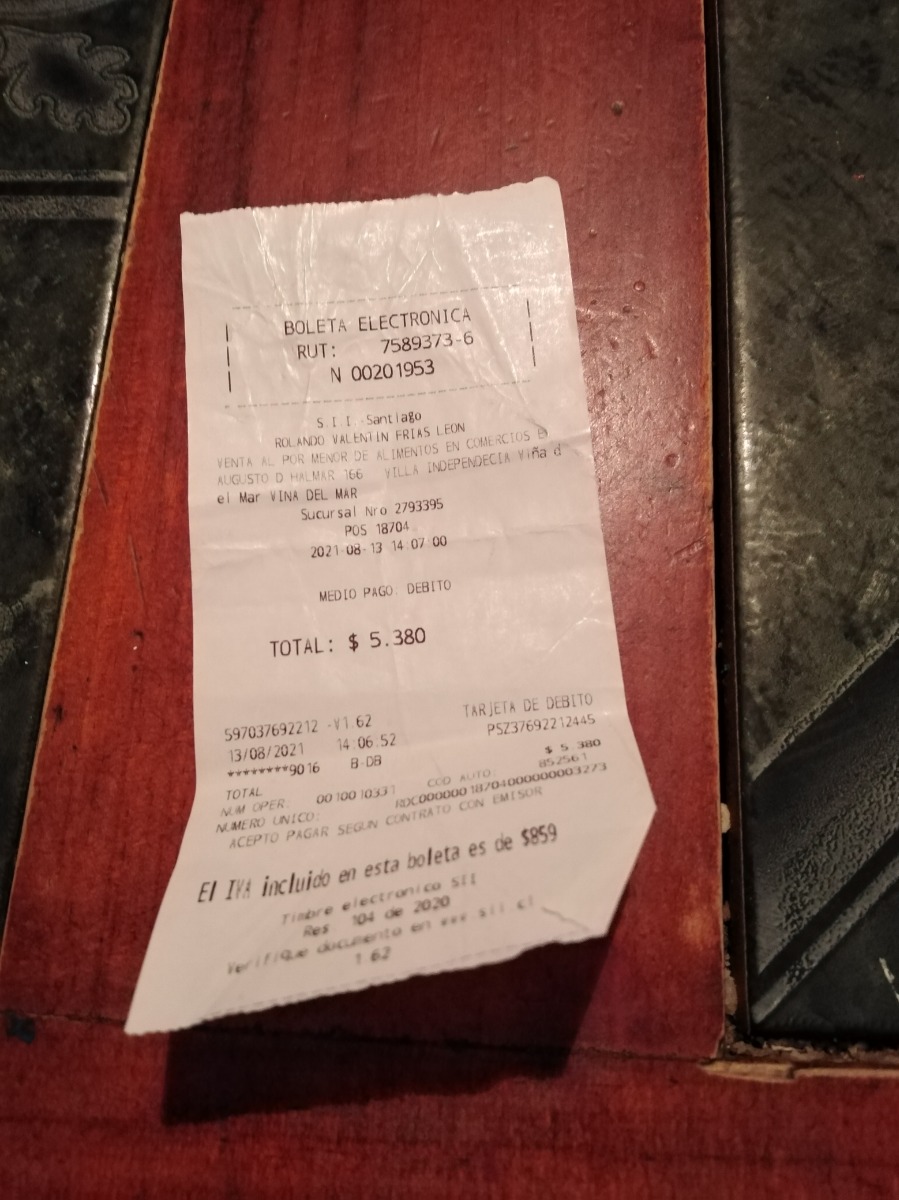 BOLETA ELECTRONICA
RUT: 7589373-6
N 00201953
S.I.I. Santiago
ROLANDO VALENTIN FRIAS LEON
VENTA AL POR MENOR DE ALIMENTOS EN COMERCIOS E
AUGUSTO D HALMAR 166 VILLA INDEPENDECIA Viña d
el Mar VINA DEL MAR
Sucursal Nro 2793395
POS 18704
2021-08-13 14:07:00
MEDIO PAGO: DEBITO
TOTAL: $ 5.380
TARJETA DE DEBITO
597037692212 -V1.62 PSZ37692212445
13/08/2021 14:06:52
********9016 B-DB
TOTAL $ 5.380
NUM OPER: 0010010331 COD AUTO: 852561
NUMERO UNICO: RDC000000187040000000003273
ACEPTO PAGAR SEGUN CONTRATO CON EMISOR
El IVA incluido en esta boleta es de $859
Timbre electronico SII
Res 104 de 2020
Verifique documento en www.sii.cl
1.62